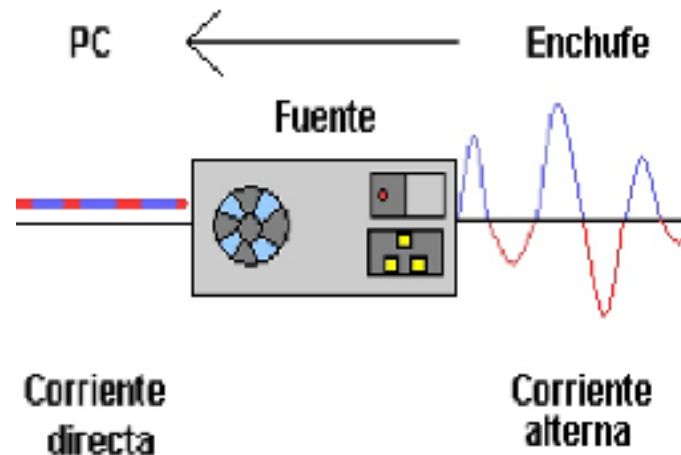 PC
Enchufe
Fuente
Corriente
directa
Corriente
alterna